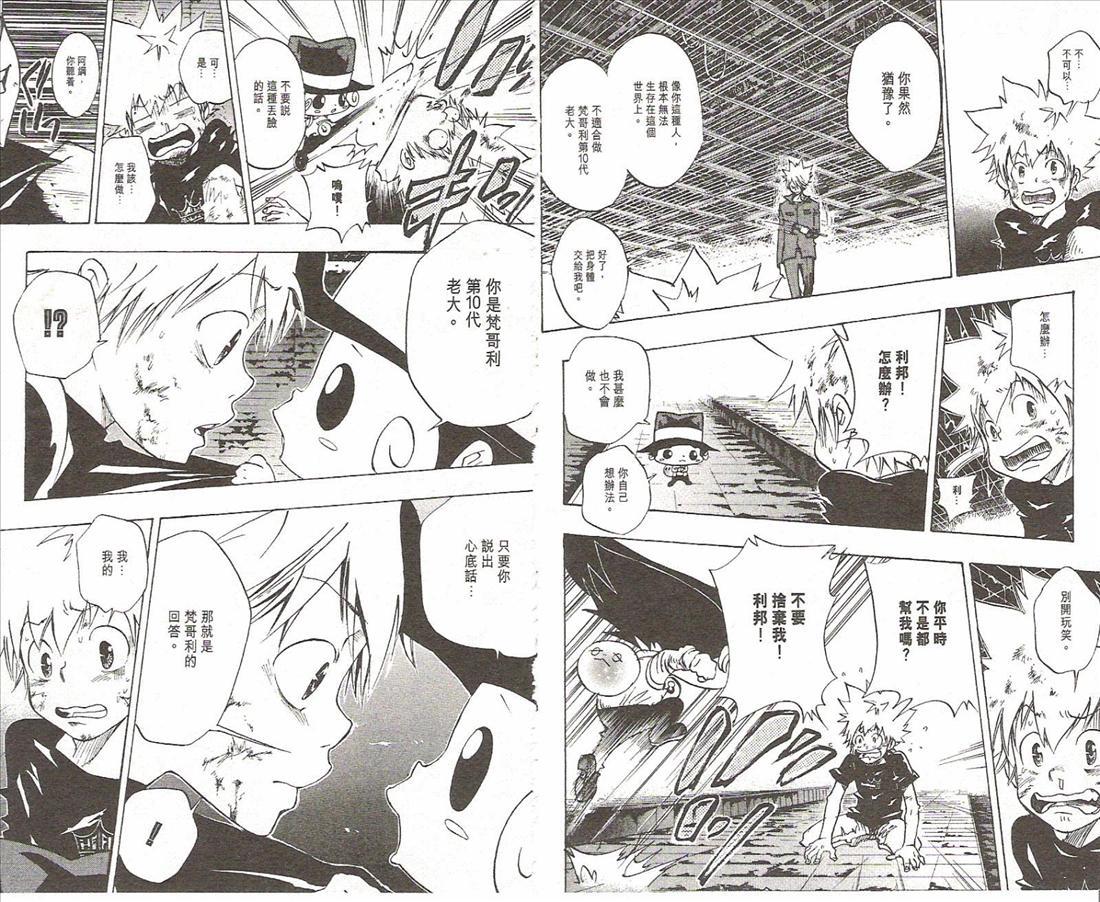 不…
不可以…
你果然
猶豫了。
像你這種人，
根本無法
生存在這個
世界上。
不適合做
梵哥利第10代
老大。
好了，
把身體
交給我吧。
怎麼辦…
利…
利邦！
怎麼辦？
我甚麼
也不會
做。
你自己
想辦法。
別開玩笑。
你平時
不是都
幫我嗎？
不要
捨棄我！
利邦！
嗚噗！
不要說
這種丟臉
的話。
可
是…
我該…
怎麼做…
阿綱，
你聽着。
你是梵哥利
第10代
老大。
!?
只要你
說出
心底話…
那就是
梵哥利的
回答。
!
我…
我的